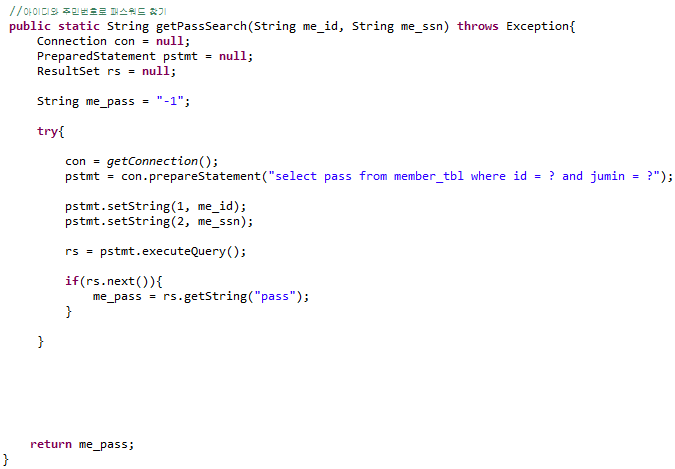 //아이디와 주민번호로 패스워드 찾기
public static String getPassSearch(String me_id, String me_ssn) throws Exception{
Connection con = null;
PreparedStatement pstmt = null;
ResultSet rs = null;
String me_pass = "-1";
try{
con = getConnection();
pstmt = con.prepareStatement("select pass from member_tbl where id = ? and jumin = ?");
pstmt.setString(1, me_id);
pstmt.setString(2, me_ssn);
rs = pstmt.executeQuery();
if(rs.next()){
me_pass = rs.getString("pass");
}
}
return me_pass;
}